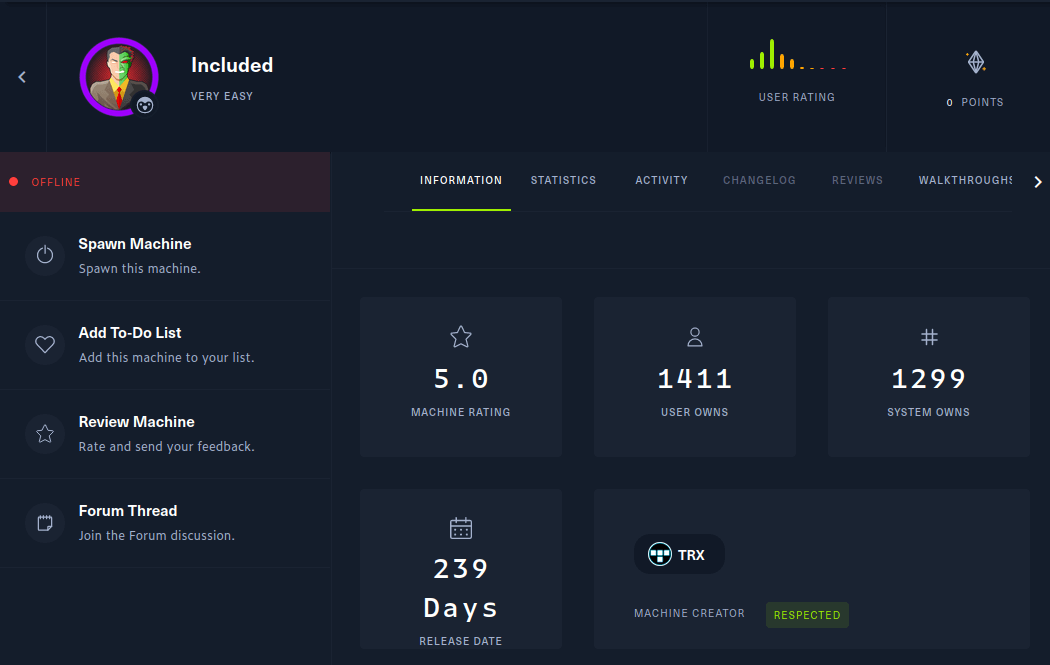 Included
VERY EASY
USER RATING
0 POINTS
OFFLINE
INFORMATION
STATISTICS
ACTIVITY
CHANGELOG
REVIEWS
WALKTHROUGHS
Spawn Machine
Spawn this machine.
Add To-Do List
Add this machine to your list.
Review Machine
Rate and send your feedback.
Forum Thread
Join the Forum discussion.
5.0
MACHINE RATING
1411
USER OWNS
1299
SYSTEM OWNS
239
Days
RELEASE DATE
TRX
MACHINE CREATOR
RESPECTED